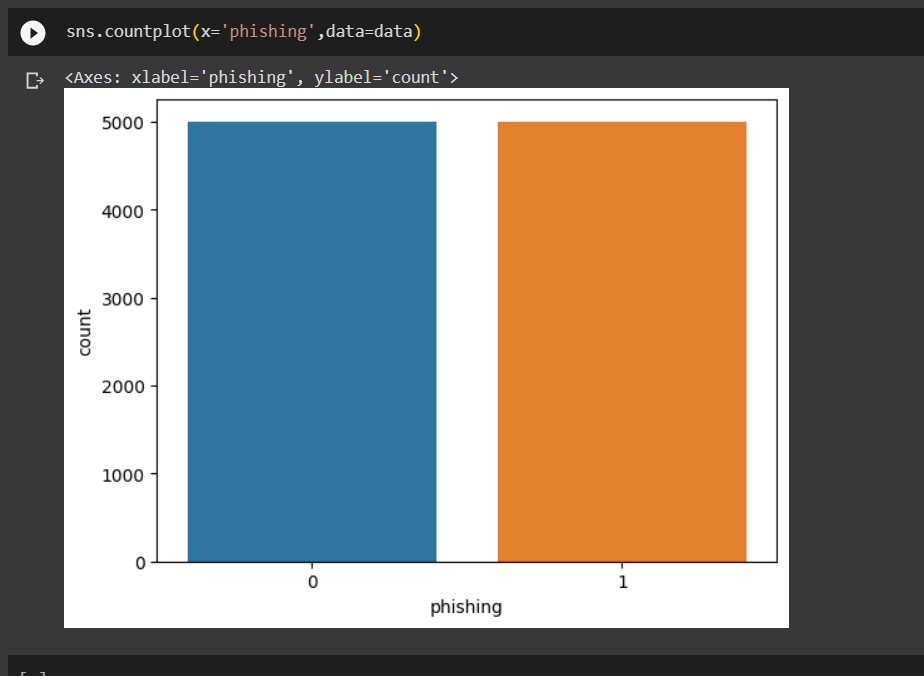 sns.countplot(x='phishing',data=data)
<Axes: xlabel='phishing', ylabel='count'>
5000
4000
3000
2000
1000
0
count
0 1
phishing